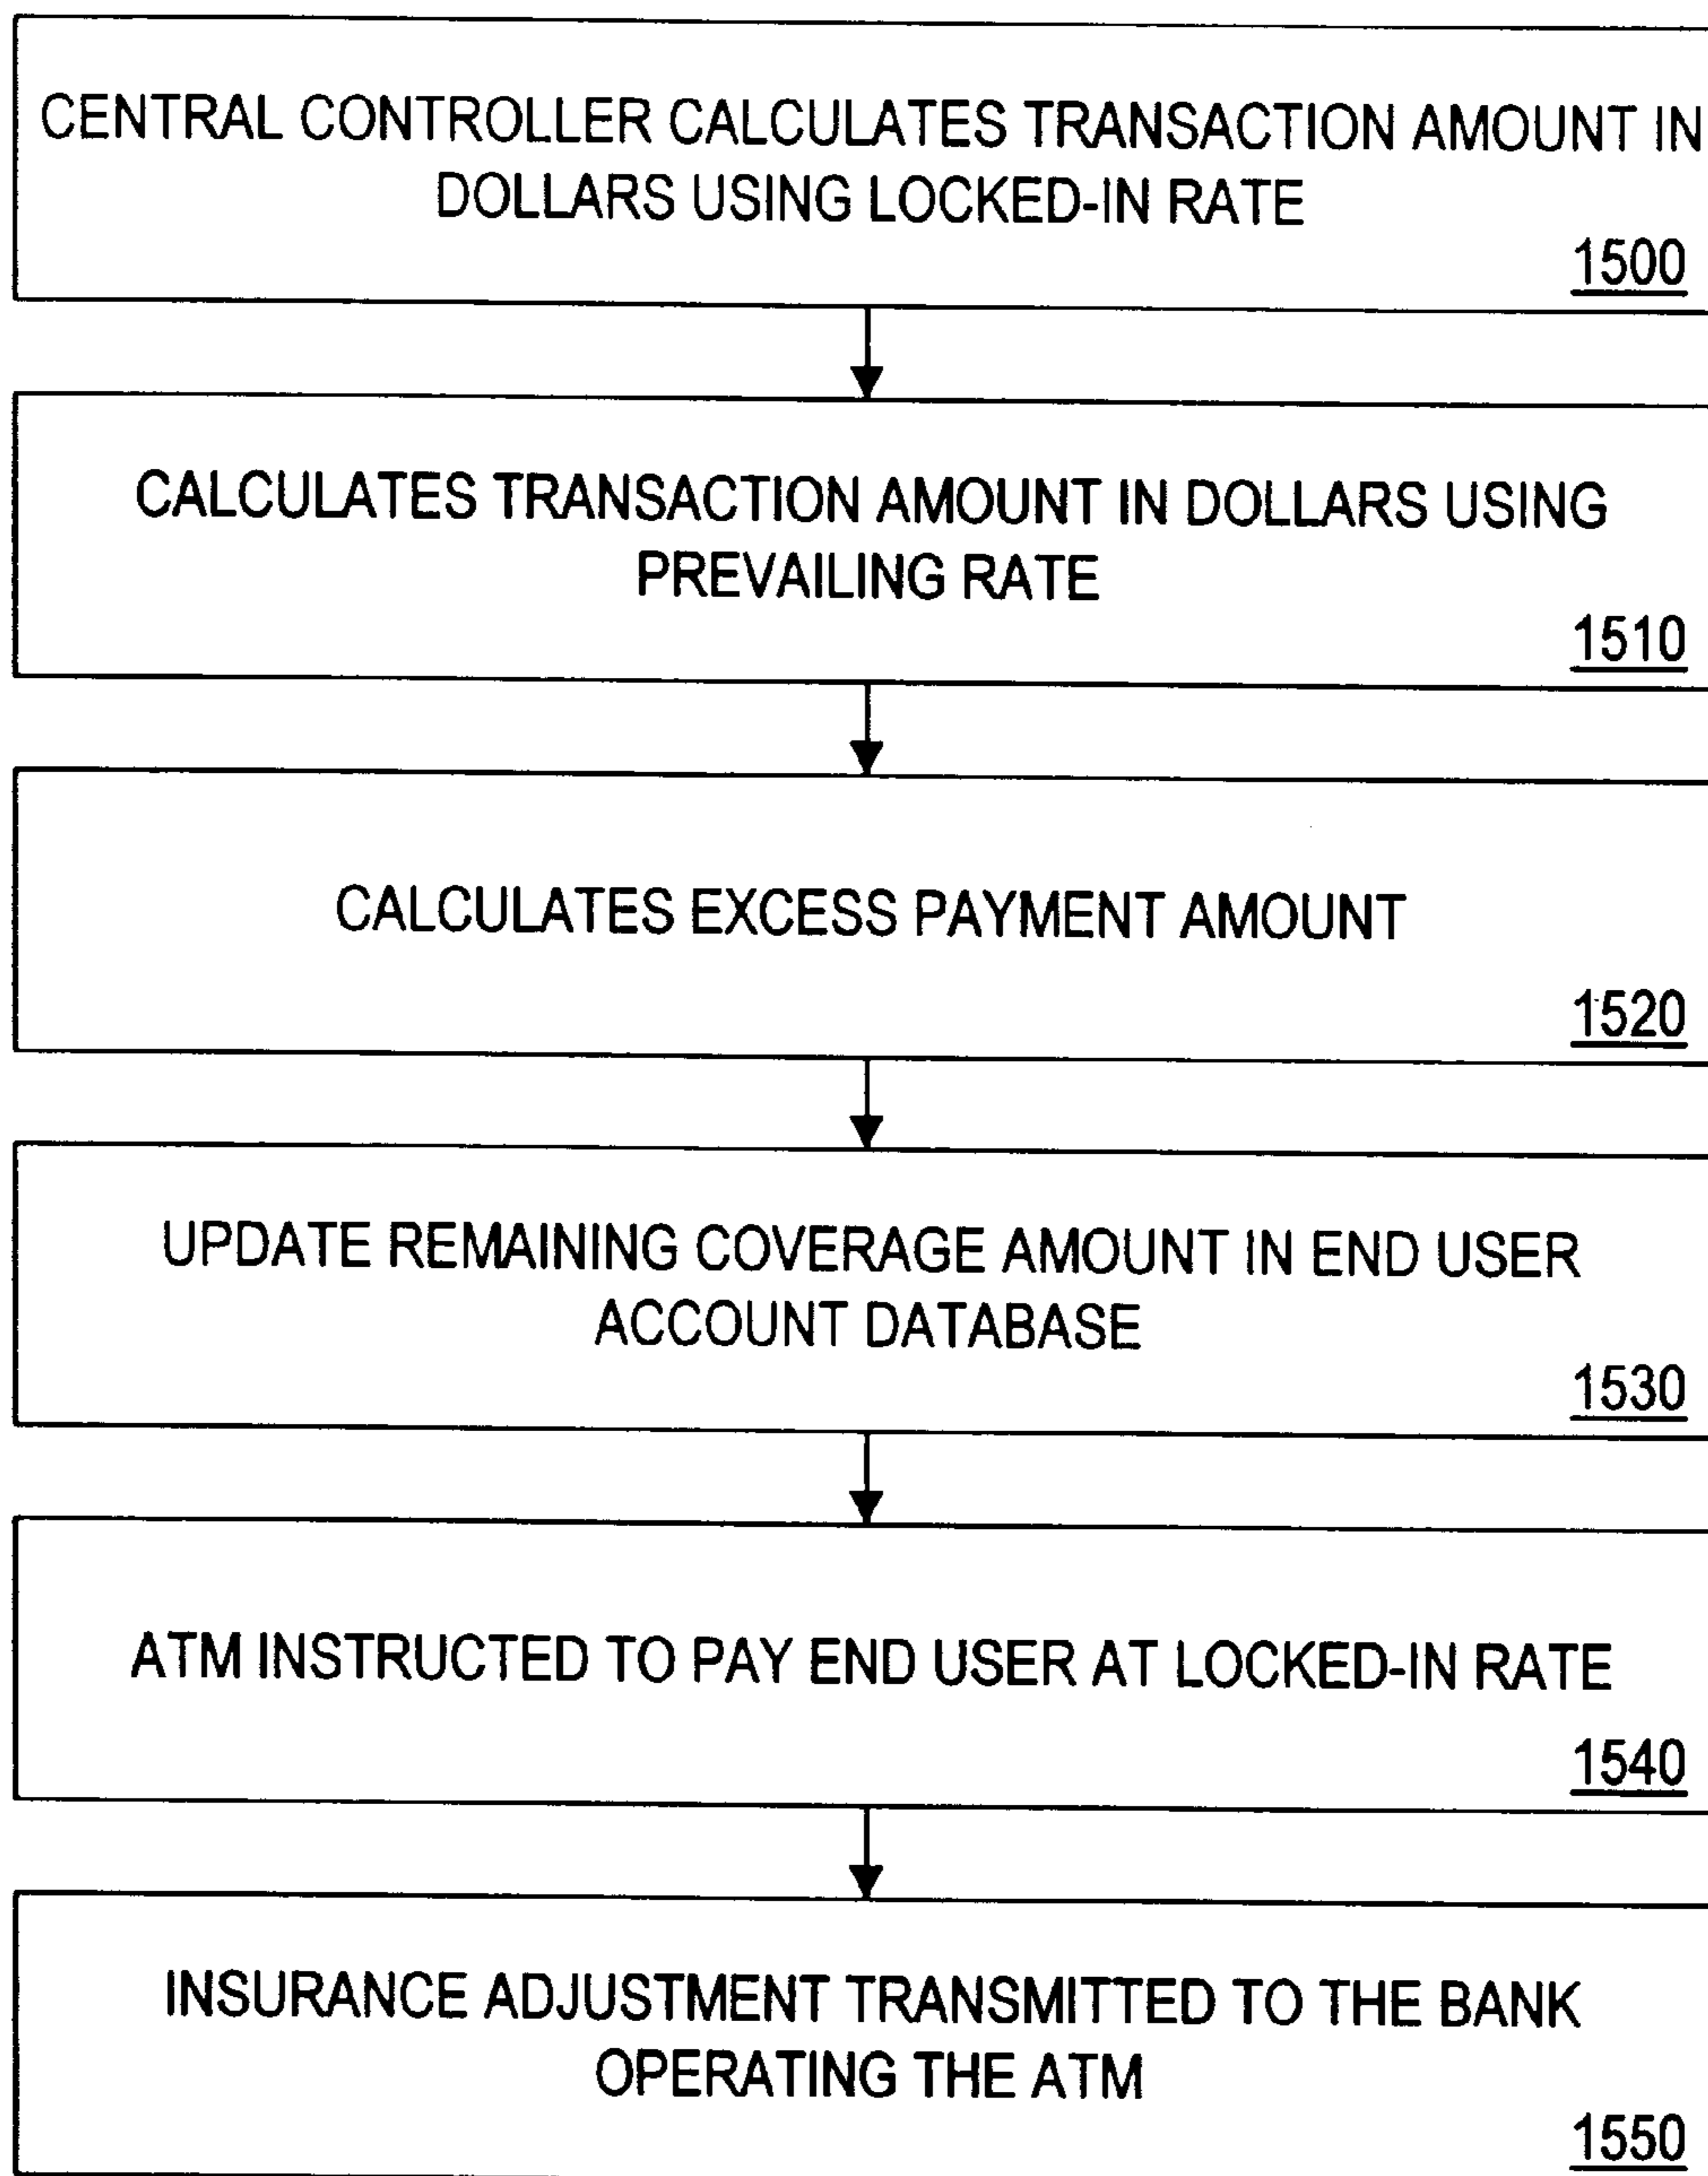 CENTRAL CONTROLLER CALCULATES TRANSACTION AMOUNT IN
DOLLARS USING LOCKED-IN RATE
1500
CALCULATES TRANSACTION AMOUNT IN DOLLARS USING
PREVAILING RATE
1510
CALCULATES EXCESS PAYMENT AMOUNT
1520
UPDATE REMAINING COVERAGE AMOUNT IN END USER
ACCOUNT DATABASE
1530
ATM INSTRUCTED TO PAY END USER AT LOCKED-IN RATE
1540
INSURANCE ADJUSTMENT TRANSMITTED TO THE BANK
OPERATING THE ATM
1550